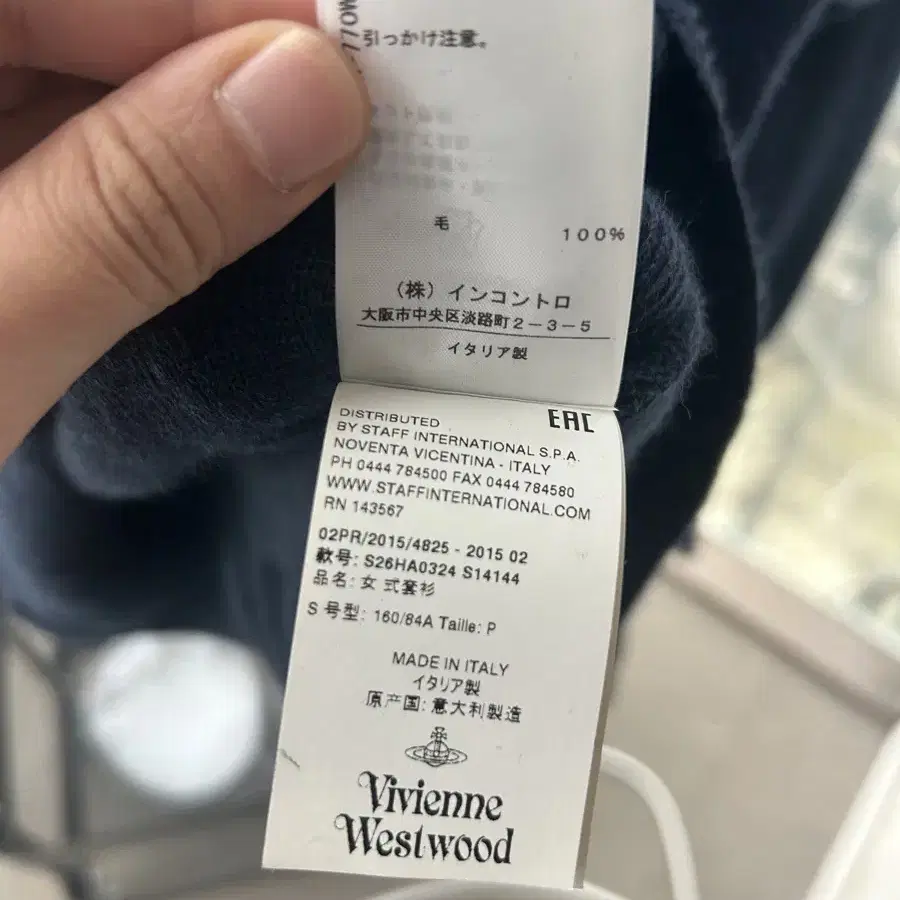 引っかけ注意。
毛 100%
(株)インコントロ
大阪市中央区淡路町2-3-5
イタリア製
DISTRIBUTED
BY STAFF INTERNATIONAL S.P.A.
NOVENTA VICENTINA - ITALY
PH 0444 784500 FAX 0444 784580
WWW.STAFFINTERNATIONAL.COM
RN 143567
EAC
02PR/2015/4825 - 2015 02
款号: S26HA0324 S14144
品名: 女 式套衫
S 号型: 160/84A Taille: P
MADE IN ITALY
イタリア製
原产国: 意大利製造
Vivienne
Westwood